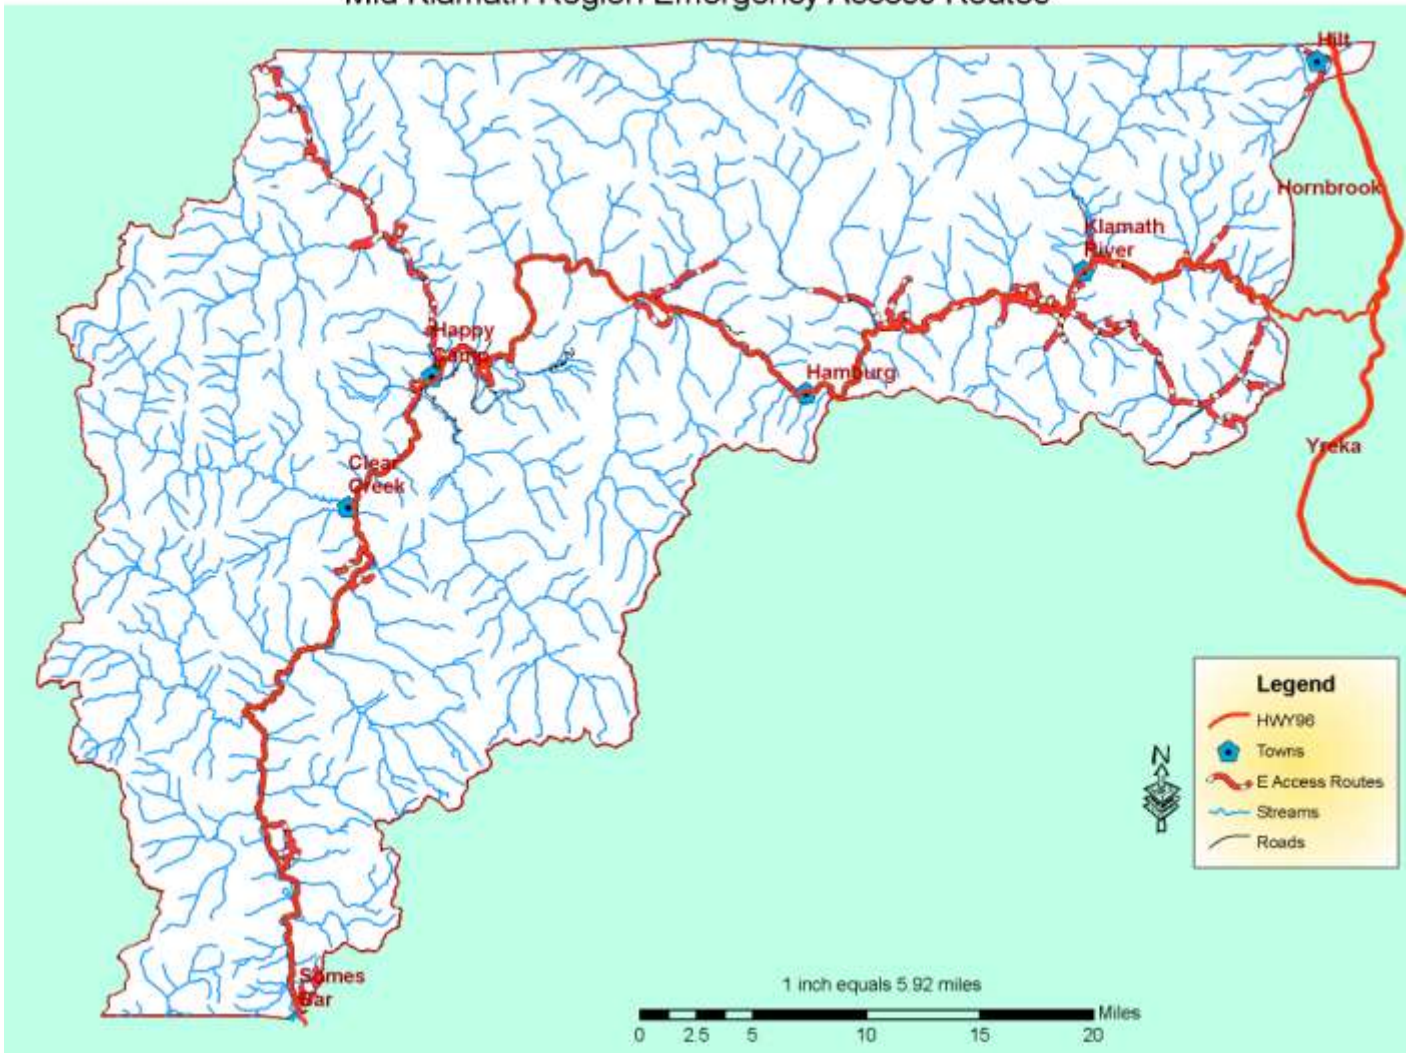 Mid Klamath Region Emergency Access Routes
Hilt
Hornbrook
Klamath
River
Happy
Camp
Hamburg
Yreka
Clear
Creek
Legend
HWY96
Towns
E Access Routes
Streams
Roads
N
Somes
Bar
1 inch equals 5.92 miles
Miles
0 2.5 5 10 15 20